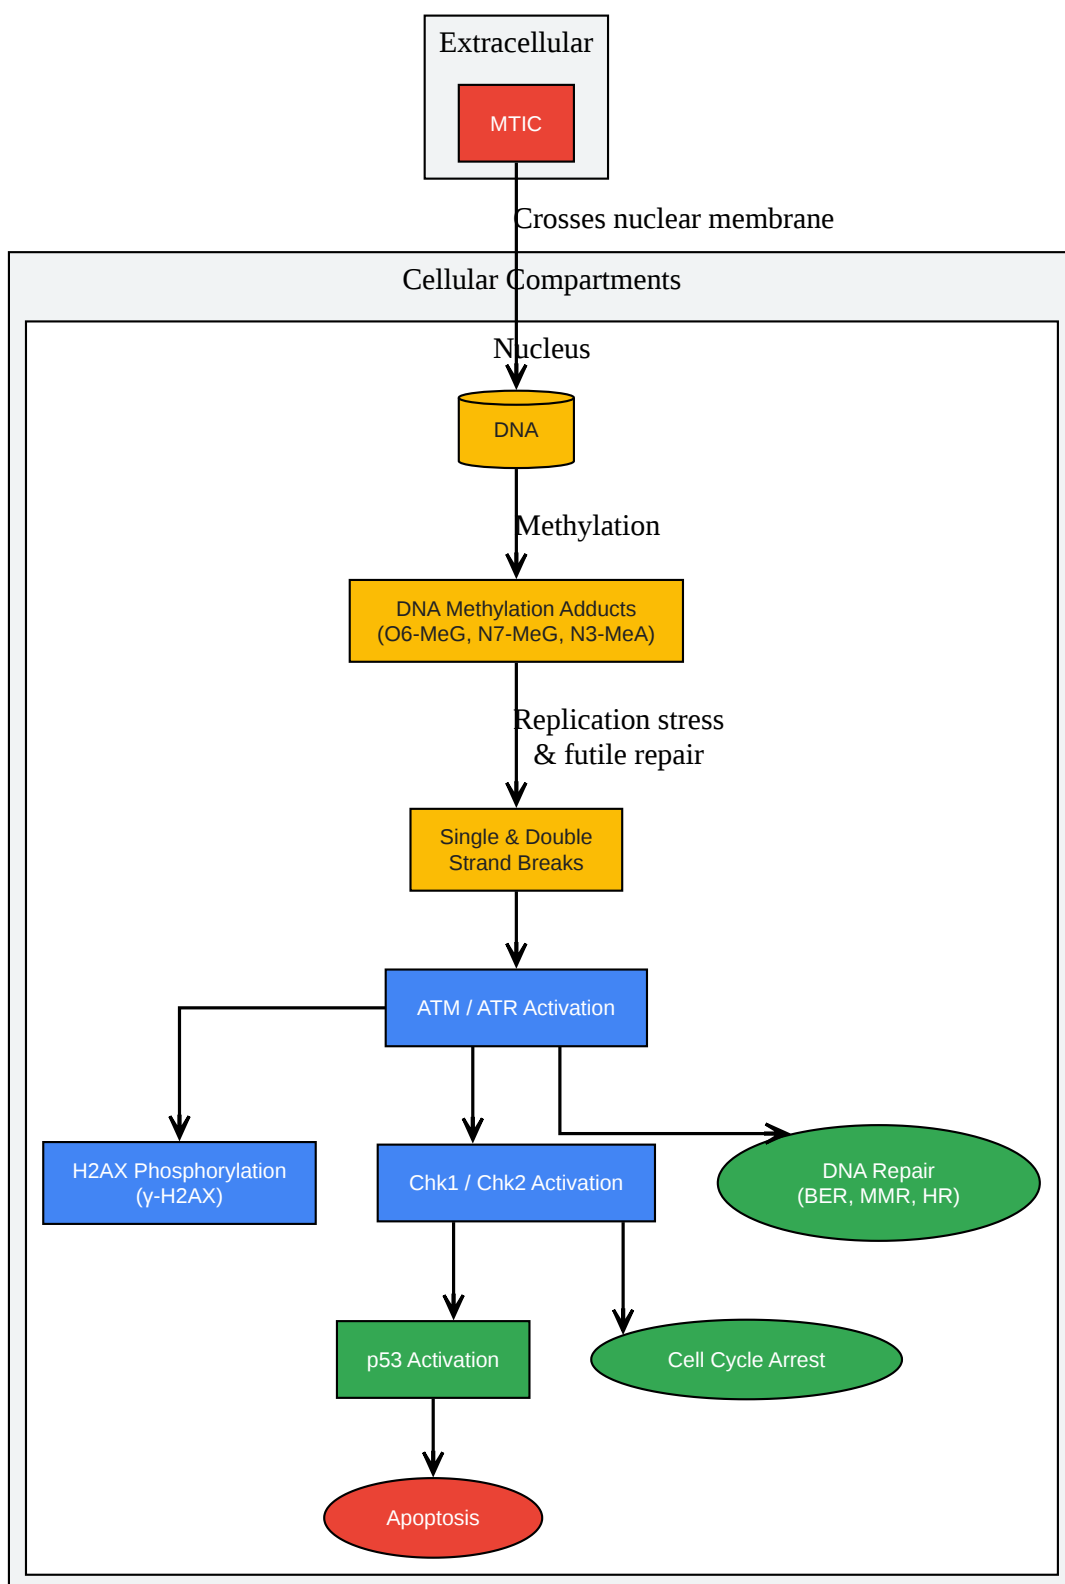 Extracellular
MTIC
Crosses nuclear membrane
Cellular Compartments
Nucleus
DNA
Methylation
DNA Methylation Adducts
(O6-MeG, N7-MeG, N3-MeA)
Replication stress
& futile repair
Single & Double
Strand Breaks
ATM / ATR Activation
H2AX Phosphorylation
(γ-H2AX)
Chk1 / Chk2 Activation
DNA Repair
(BER, MMR, HR)
p53 Activation
Cell Cycle Arrest
Apoptosis